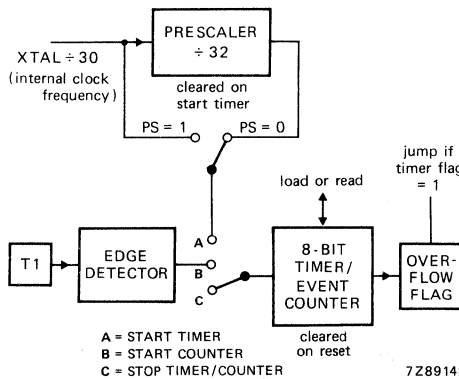 PRESCALER
÷ 32
XTAL ÷ 30
(internal clock
frequency)
cleared on
start timer
PS = 1
PS = 0
jump if
timer flag
= 1
load or read
T1
EDGE
DETECTOR
A
B
C
8-BIT
TIMER/
EVENT
COUNTER
OVER-
FLOW
FLAG
cleared
on reset
A = START TIMER
B = START COUNTER
C = STOP TIMER/COUNTER
7Z8914